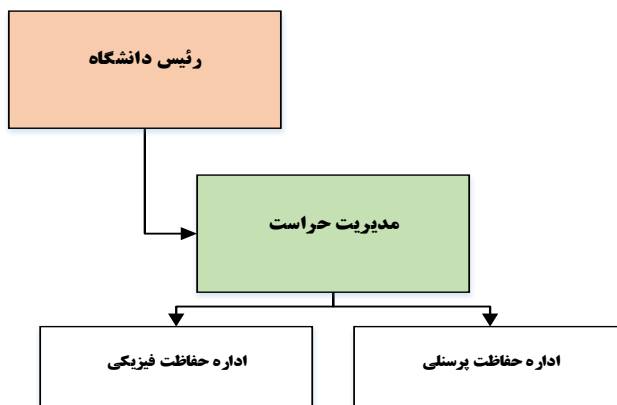 رئیس دانشگاه
مدیریت حراست
اداره حفاظت پرسنلی
اداره حفاظت فیزیکی